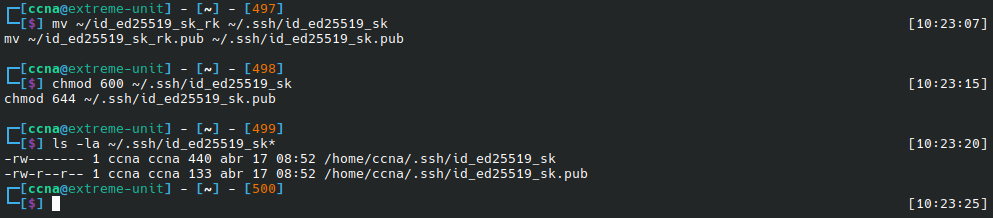 ┌─[ccna@extreme-unit] - [~] - [497]
└─[$] mv ~/id_ed25519_sk_rk ~/.ssh/id_ed25519_sk [10:23:07]
mv ~/id_ed25519_sk_rk.pub ~/.ssh/id_ed25519_sk.pub
┌─[ccna@extreme-unit] - [~] - [498]
└─[$] chmod 600 ~/.ssh/id_ed25519_sk [10:23:15]
chmod 644 ~/.ssh/id_ed25519_sk.pub
┌─[ccna@extreme-unit] - [~] - [499]
└─[$] ls -la ~/.ssh/id_ed25519_sk* [10:23:20]
-rw------- 1 ccna ccna 440 abr 17 08:52 /home/ccna/.ssh/id_ed25519_sk
-rw-r--r-- 1 ccna ccna 133 abr 17 08:52 /home/ccna/.ssh/id_ed25519_sk.pub
┌─[ccna@extreme-unit] - [~] - [500]
└─[$] [10:23:25]